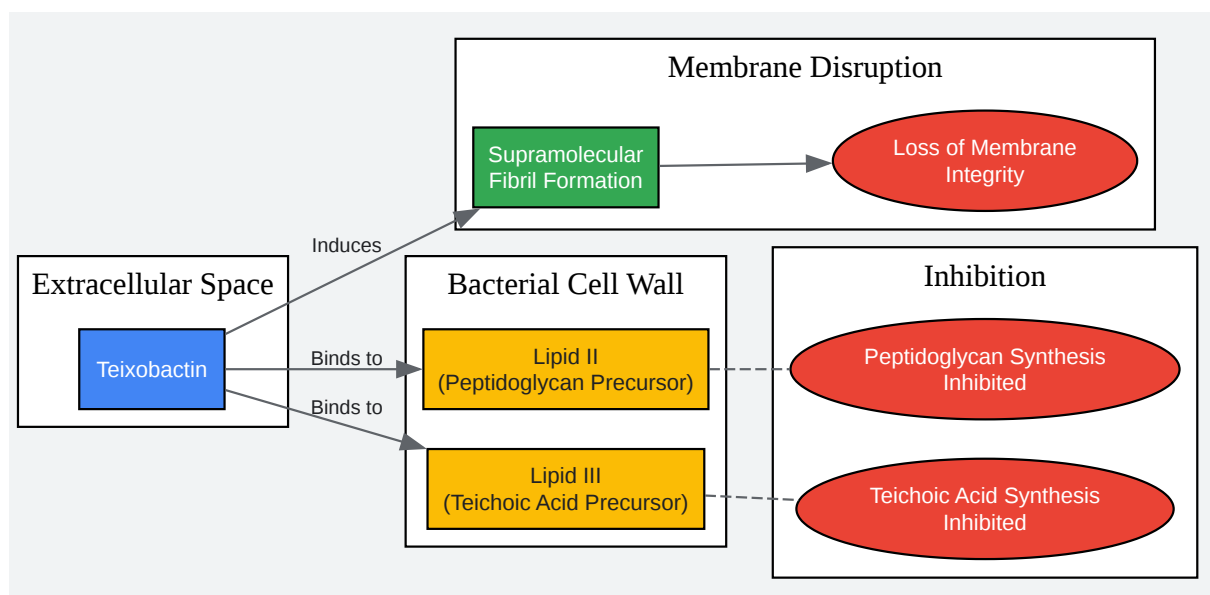 Membrane Disruption
Supramolecular
Fibril Formation
Loss of Membrane
Integrity
Induces
Extracellular Space
Teixobactin
Binds to
Binds to
Bacterial Cell Wall
Lipid II
(Peptidoglycan Precursor)
Lipid III
(Teichoic Acid Precursor)
Inhibition
Peptidoglycan Synthesis
Inhibited
Teichoic Acid Synthesis
Inhibited